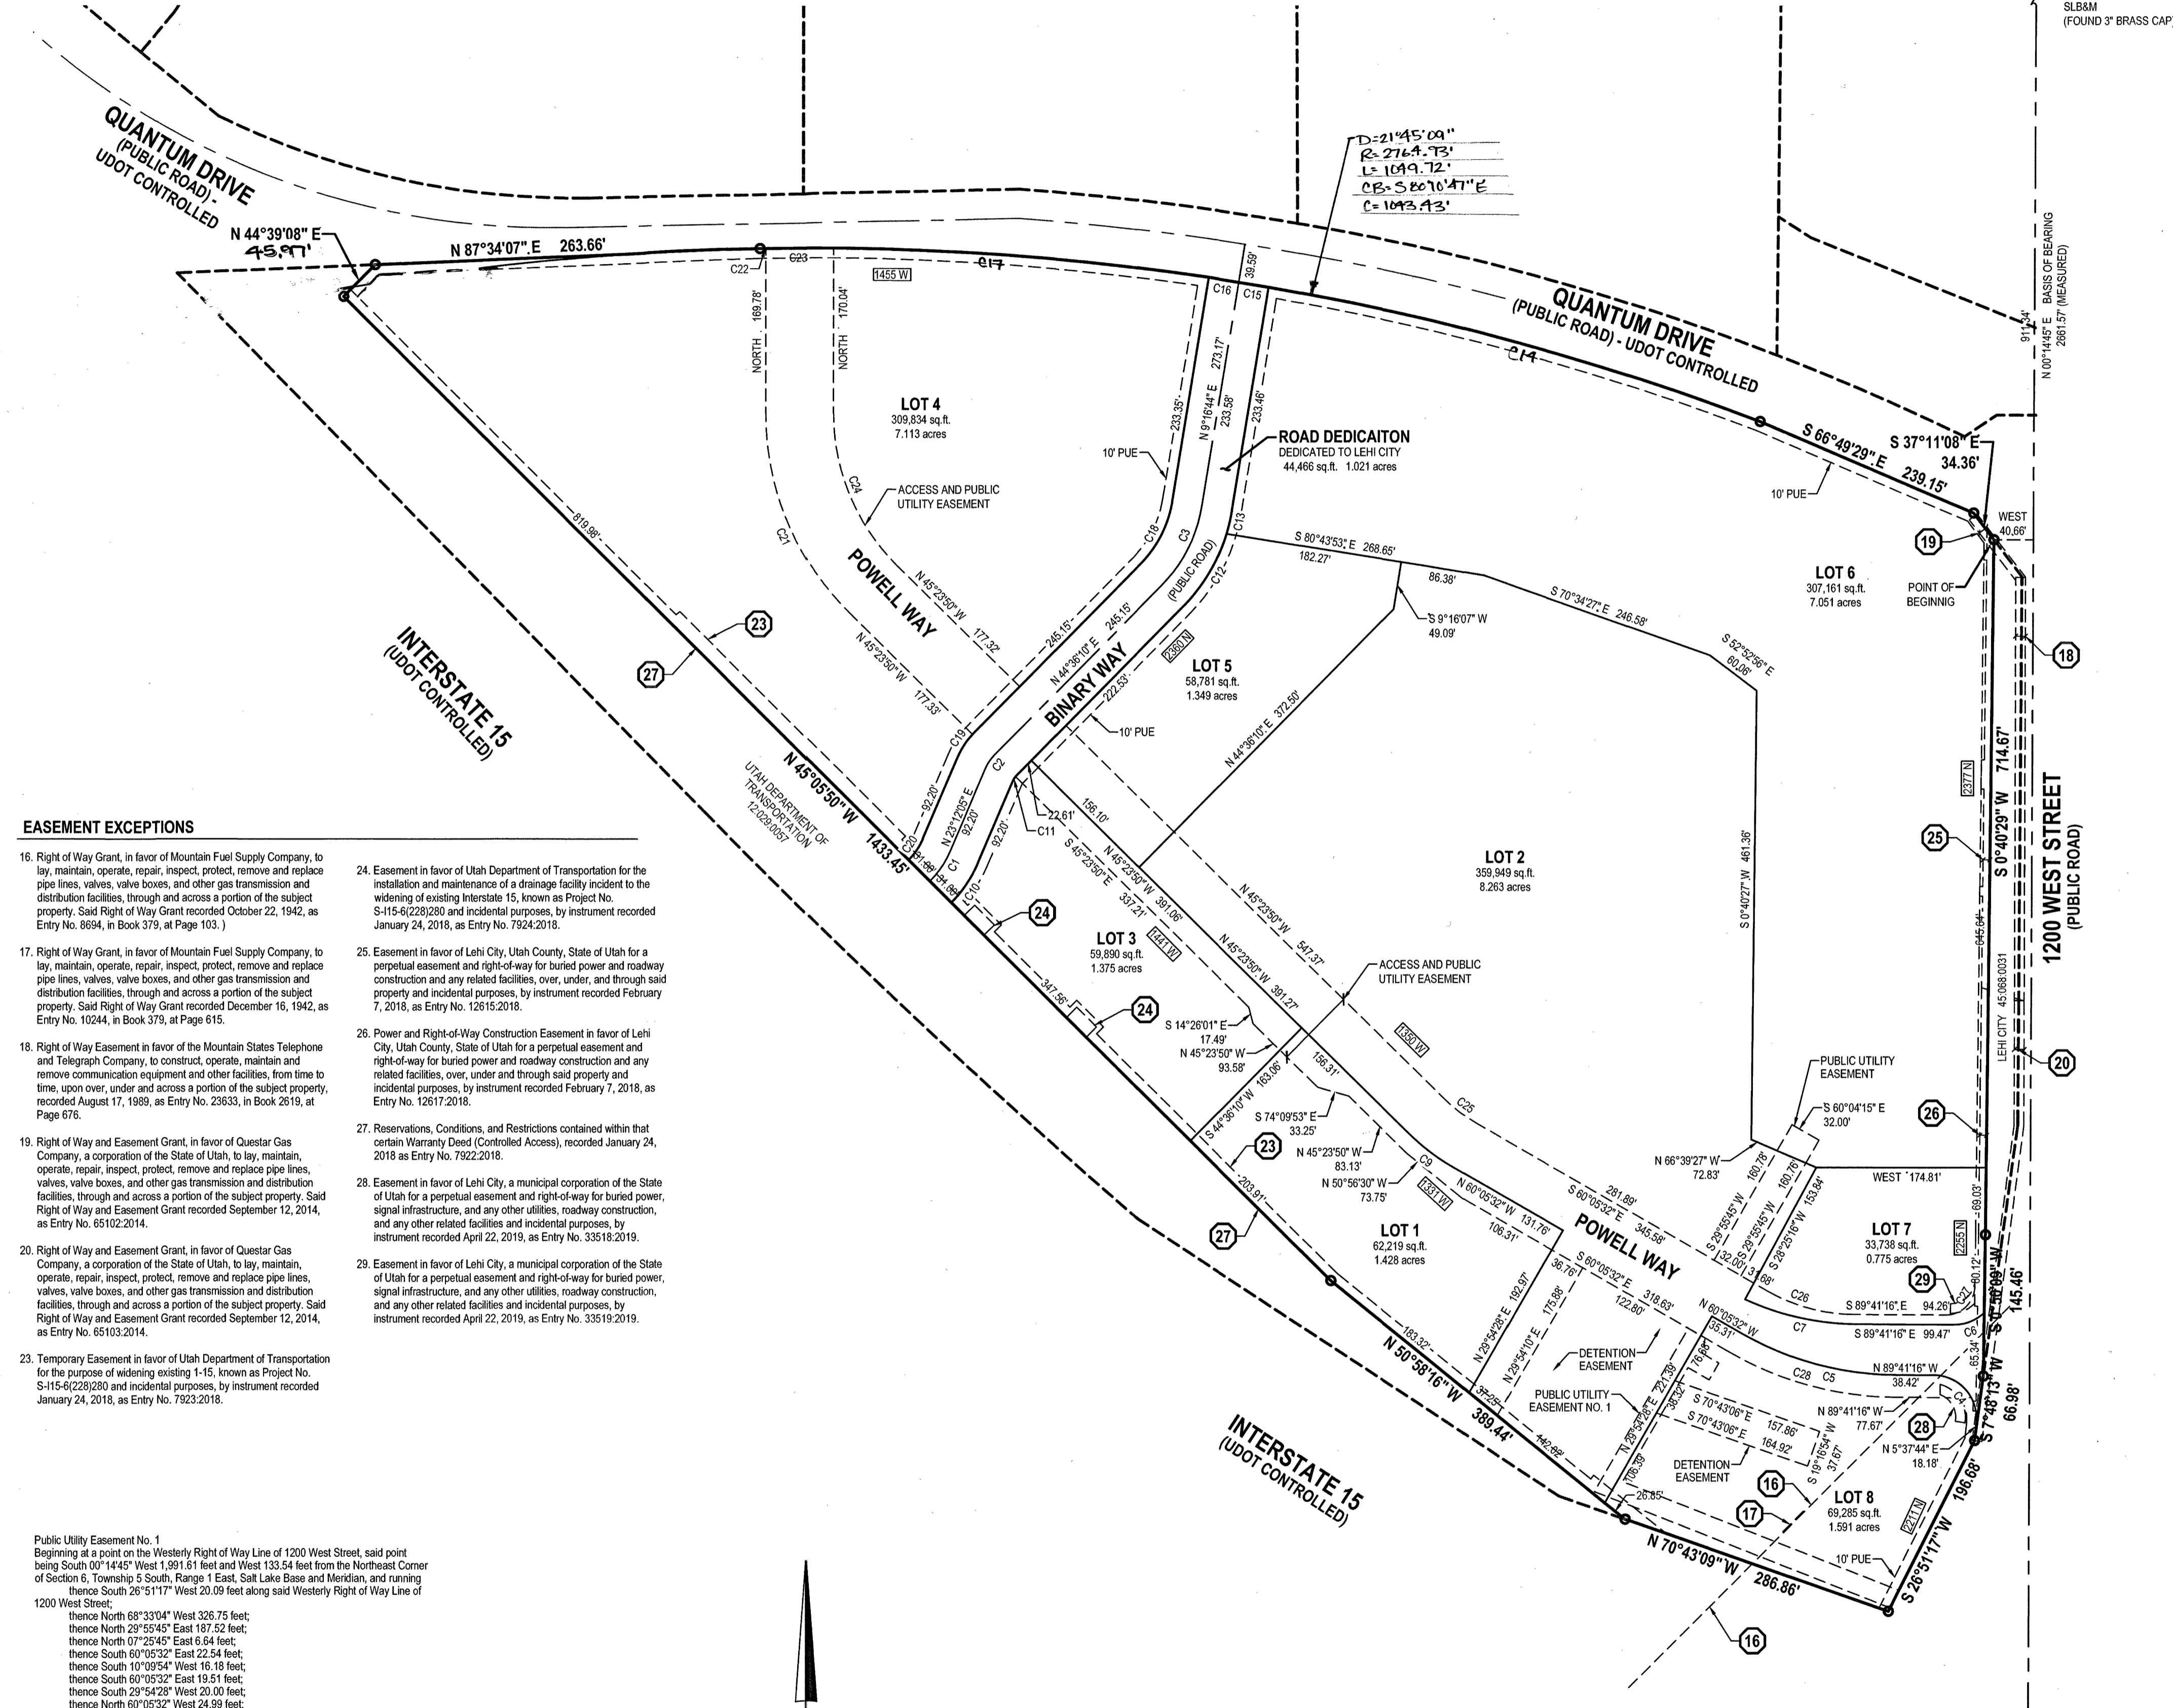 SLB&M
(FOUND 3" BRASS CAP
QUANTUM DRIVE
(PUBLIC ROAD) -
UDOT CONTROLLED
N 44°39'08" E
45.97'
N 87°34'07" E 263.66'
D=21°45'09"
R=2764.93'
L=1049.72'
C=1043.43'
C22
C23
C17
1455 W
C16
C15
39.59'
QUANTUM DRIVE
(PUBLIC ROAD) - UDOT CONTROLLED
C14
911.34'
N 00°14'45" E BASIS OF BEARING
2661.57' (MEASURED)
NORTH 169.78'
NORTH 170.04'
LOT 4
309,834 sq.ft.
7.113 acres
10' PUE
233.35'
N 9°16'44" E 273.17'
233.58'
233.46'
ROAD DEDICAITON
DEDICATED TO LEHI CITY
44,466 sq.ft. 1.021 acres
S 66°49'29" E 239.15'
S 37°11'08" E
34.36'
10' PUE
WEST
40.66'
19
POINT OF
BEGINNIG
LOT 6
307,161 sq.ft.
7.051 acres
18
ACCESS AND PUBLIC
UTILITY EASEMENT
C24
C21
C18
C3
C13
C12
(PUBLIC ROAD)
S 80°43'53" E 268.65'
182.27'
86.38'
S 70°34'27" E 246.58'
S 52°52'56" E
60.06'
S 9°16'07" W
49.09'
819.98'
23
27
POWELL WAY
N 45°23'50" W 177.32'
N 45°23'50" W 177.33'
245.15'
N 44°36'10" E 245.15'
BINARY WAY
222.53'
2360 N
LOT 5
58,781 sq.ft.
1.349 acres
10' PUE
N 44°36'10" E 372.50'
INTERSTATE 15
(UDOT CONTROLLED)
UTAH DEPARTMENT OF
TRANSPORTATION
12:029:0057
N 45°05'50" W 1433.45'
C19
C2
92.20'
N 23°12'05" E
92.20'
92.20'
C20
C1
C10
C11
22.61'
156.10'
S 45°23'50" E 337.21'
N 45°23'50" W 391.06'
N 45°23'50" W 391.27'
N 45°23'50" W 547.37'
1441 W
LOT 2
359,949 sq.ft.
8.263 acres
S 0°40'27" W 461.36'
2377 N
25
S 0°40'29" W 714.67'
645.64'
LEHI CITY 45:068:0031
1200 WEST STREET
(PUBLIC ROAD)
20
26
24
LOT 3
59,890 sq.ft.
1.375 acres
347.56'
24
ACCESS AND PUBLIC
UTILITY EASEMENT
S 14°26'01" E
17.49'
N 45°23'50" W
93.58'
156.31'
1350 W
C25
S 44°36'10" W 163.06'
S 74°09'53" E
33.25'
N 45°23'50" W
83.13'
N 50°56'30" W
73.75'
1331 W
C9
N 60°05'32" W 131.76'
106.31'
23
203.91'
27
LOT 1
62,219 sq.ft.
1.428 acres
S 60°05'32" E 345.58'
281.89'
POWELL WAY
PUBLIC UTILITY
EASEMENT
S 60°04'15" E
32.00'
N 66°39'27" W
72.83'
S 29°55'45" W 160.78'
S 29°55'45" W 160.76'
S 28°25'16" W 153.84'
WEST 174.81'
LOT 7
33,738 sq.ft.
0.775 acres
2255 N
69.03'
29
C27
C26
S 89°41'16" E 94.26'
C7
S 89°41'16" E 99.47'
C6
145.46'
32.00'
31.68'
36.76'
S 60°05'32" E 318.63'
122.80'
N 29°54'28" E 192.97'
N 29°54'10" E 175.88'
DETENTION
EASEMENT
N 60°05'32" W
35.31'
PUBLIC UTILITY
EASEMENT NO. 1
N 29°54'28" E 221.39'
38.32'
106.39'
S 70°43'06" E 157.86'
S 70°43'06" E 164.92'
DETENTION
EASEMENT
S 19°16'54" W
37.67'
C28
C5
N 89°41'16" W
38.42'
65.34'
C4
N 89°41'16" W
77.67'
28
N 5°37'44" E
18.18'
S 7°48'13" W
66.98'
16
17
LOT 8
69,285 sq.ft.
1.591 acres
2211 N
S 26°51'17" W 196.68'
10' PUE
183.32'
N 50°58'16" W 389.44'
37.25'
26.85'
N 70°43'09" W 286.86'
16
INTERSTATE 15
(UDOT CONTROLLED)
EASEMENT EXCEPTIONS
16. Right of Way Grant, in favor of Mountain Fuel Supply Company, to
lay, maintain, operate, repair, inspect, protect, remove and replace
pipe lines, valves, valve boxes, and other gas transmission and
distribution facilities, through and across a portion of the subject
property. Said Right of Way Grant recorded October 22, 1942, as
Entry No. 8694, in Book 379, at Page 103. )
17. Right of Way Grant, in favor of Mountain Fuel Supply Company, to
lay, maintain, operate, repair, inspect, protect, remove and replace
pipe lines, valves, valve boxes, and other gas transmission and
distribution facilities, through and across a portion of the subject
property. Said Right of Way Grant recorded December 16, 1942, as
Entry No. 10244, in Book 379, at Page 615.
18. Right of Way Easement in favor of the Mountain States Telephone
and Telegraph Company, to construct, operate, maintain and
remove communication equipment and other facilities, from time to
time, upon over, under and across a portion of the subject property,
recorded August 17, 1989, as Entry No. 23633, in Book 2619, at
Page 676.
19. Right of Way and Easement Grant, in favor of Questar Gas
Company, a corporation of the State of Utah, to lay, maintain,
operate, repair, inspect, protect, remove and replace pipe lines,
valves, valve boxes, and other gas transmission and distribution
facilities, through and across a portion of the subject property. Said
Right of Way and Easement Grant recorded September 12, 2014,
as Entry No. 65102:2014.
20. Right of Way and Easement Grant, in favor of Questar Gas
Company, a corporation of the State of Utah, to lay, maintain,
operate, repair, inspect, protect, remove and replace pipe lines,
valves, valve boxes, and other gas transmission and distribution
facilities, through and across a portion of the subject property. Said
Right of Way and Easement Grant recorded September 12, 2014,
as Entry No. 65103:2014.
23. Temporary Easement in favor of Utah Department of Transportation
for the purpose of widening existing 1-15, known as Project No.
S-I15-6(228)280 and incidental purposes, by instrument recorded
January 24, 2018, as Entry No. 7923:2018.
24. Easement in favor of Utah Department of Transportation for the
installation and maintenance of a drainage facility incident to the
widening of existing Interstate 15, known as Project No.
S-I15-6(228)280 and incidental purposes, by instrument recorded
January 24, 2018, as Entry No. 7924:2018.
25. Easement in favor of Lehi City, Utah County, State of Utah for a
perpetual easement and right-of-way for buried power and roadway
construction and any related facilities, over, under, and through said
property and incidental purposes, by instrument recorded February
7, 2018, as Entry No. 12615:2018.
26. Power and Right-of-Way Construction Easement in favor of Lehi
City, Utah County, State of Utah for a perpetual easement and
right-of-way for buried power and roadway construction and any
related facilities, over, under and through said property and
incidental purposes, by instrument recorded February 7, 2018, as
Entry No. 12617:2018.
27. Reservations, Conditions, and Restrictions contained within that
certain Warranty Deed (Controlled Access), recorded January 24,
2018 as Entry No. 7922:2018.
28. Easement in favor of Lehi City, a municipal corporation of the State
of Utah for a perpetual easement and right-of-way for buried power,
signal infrastructure, and any other utilities, roadway construction,
and any other related facilities and incidental purposes, by
instrument recorded April 22, 2019, as Entry No. 33518:2019.
29. Easement in favor of Lehi City, a municipal corporation of the State
of Utah for a perpetual easement and right-of-way for buried power,
signal infrastructure, and any other utilities, roadway construction,
and any other related facilities and incidental purposes, by
instrument recorded April 22, 2019, as Entry No. 33519:2019.
Public Utility Easement No. 1
Beginning at a point on the Westerly Right of Way Line of 1200 West Street, said point
being South 00°14'45" West 1,991.61 feet and West 133.54 feet from the Northeast Corner
of Section 6, Township 5 South, Range 1 East, Salt Lake Base and Meridian, and running
thence South 26°51'17" West 20.09 feet along said Westerly Right of Way Line of
1200 West Street;
thence North 68°33'04" West 326.75 feet;
thence North 29°55'45" East 187.52 feet;
thence North 07°25'45" East 6.64 feet;
thence South 60°05'32" East 22.54 feet;
thence South 10°09'54" West 16.18 feet;
thence South 60°05'32" East 19.51 feet;
thence South 29°54'28" West 20.00 feet;
thence North 60°05'32" West 24.99 feet;